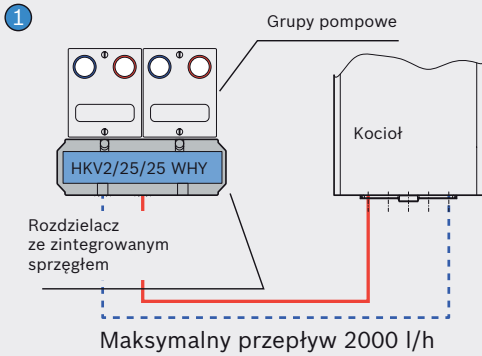 1
Grupy pompowe
Kocioł
HKV2/25/25 WHY
Rozdzielacz
ze zintegrowanym
sprzęgłem
Maksymalny przepływ 2000 l/h